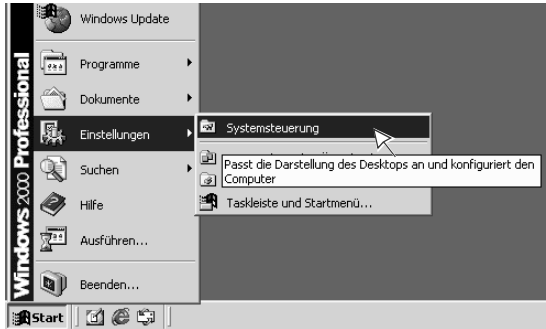 Windows 2000 Professional
Windows Update
Programme
Dokumente
Einstellungen
Suchen
Hilfe
Ausführen...
Beenden...
Systemsteuerung
Passt die Darstellung des Desktops an und konfiguriert den
Computer
Taskleiste und Startmenü...
Start